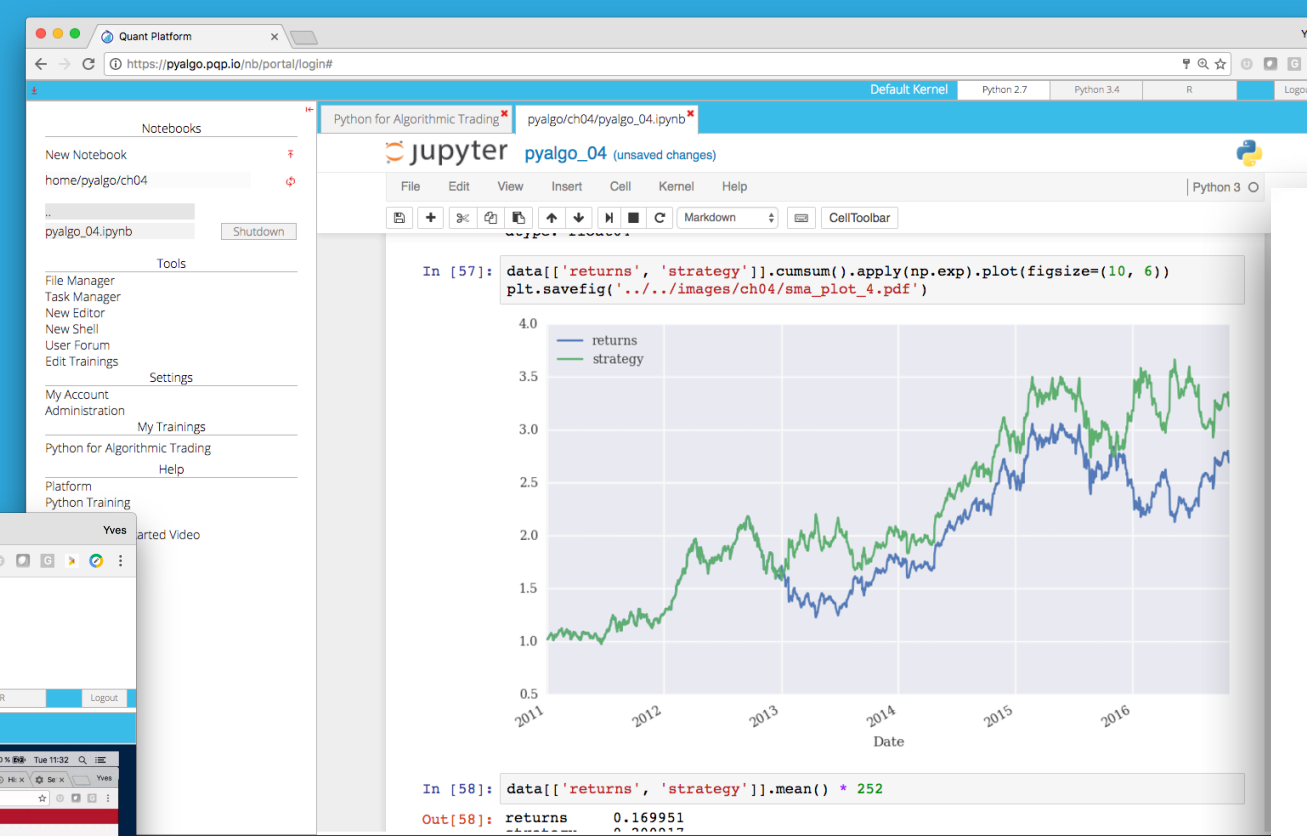 Quant Platform
https://pyalgo.pqp.io/nb/portal/login#
Default Kernel Python 2.7 Python 3.4 R
Notebooks
New Notebook
home/pyalgo/ch04
..
pyalgo_04.ipynb Shutdown
Tools
File Manager
Task Manager
New Editor
New Shell
User Forum
Edit Trainings
Settings
My Account
Administration
My Trainings
Python for Algorithmic Trading
Help
Platform
Python Training
Video
Python for Algorithmic Trading pyalgo/ch04/pyalgo_04.ipynb
jupyter pyalgo_04 (unsaved changes)
File Edit View Insert Cell Kernel Help Python 3
Markdown CellToolbar
In [57]: data[['returns', 'strategy']].cumsum().apply(np.exp).plot(figsize=(10, 6))
plt.savefig('../../images/ch04/sma_plot_4.pdf')
returns
strategy
4.0
3.5
3.0
2.5
2.0
1.5
1.0
0.5
2011 2012 2013 2014 2015 2016
Date
In [58]: data[['returns', 'strategy']].mean() * 252
Out[58]: returns 0.169951
Yves
R Logout
Tue 11:32
Yves